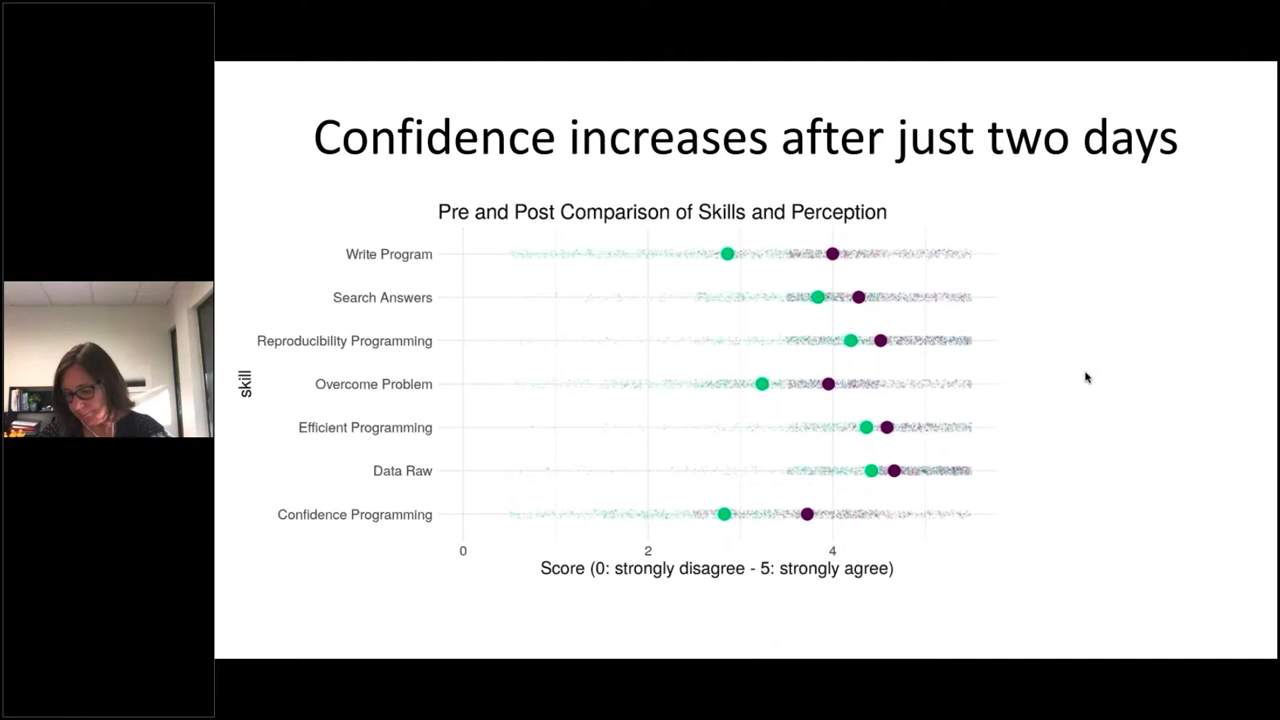 Confidence increases after just two days
Pre and Post Comparison of Skills and Perception
Write Program
Search Answers
Reproducibility Programming
Overcome Problem
Efficient Programming
Data Raw
Confidence Programming
skill
0 2 4
Score (0: strongly disagree - 5: strongly agree)